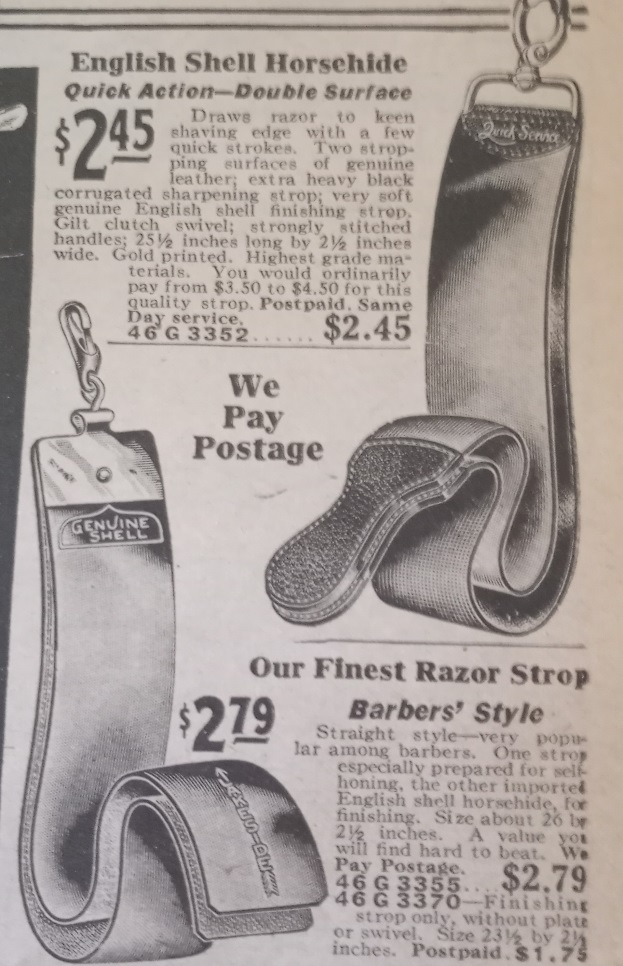 English Shell Horsehide
Quick Action—Double Surface
$2.45
Draws razor to keen
shaving edge with a few
quick strokes. Two strop-
ping surfaces of genuine
leather; extra heavy black
corrugated sharpening strop; very soft
genuine English shell finishing strop.
Gilt clutch swivel; strongly stitched
handles; 25½ inches long by 2½ inches
wide. Gold printed. Highest grade ma-
terials. You would ordinarily
pay from $3.50 to $4.50 for this
quality strop. Postpaid. Same
Day service.
46 G 3352...... $2.45
Quick Service
We
Pay
Postage
GENUINE
SHELL
Our Finest Razor Strop
$2.79
Barbers' Style
Straight style—very popu-
lar among barbers. One strop
especially prepared for self-
honing, the other imported
English shell horsehide, for
finishing. Size about 26 by
2½ inches. A value you
will find hard to beat. We
Pay Postage.
46 G 3355.... $2.79
46 G 3370—Finishing
strop only, without plate
or swivel. Size 23½ by 2½
inches. Postpaid. $1.75